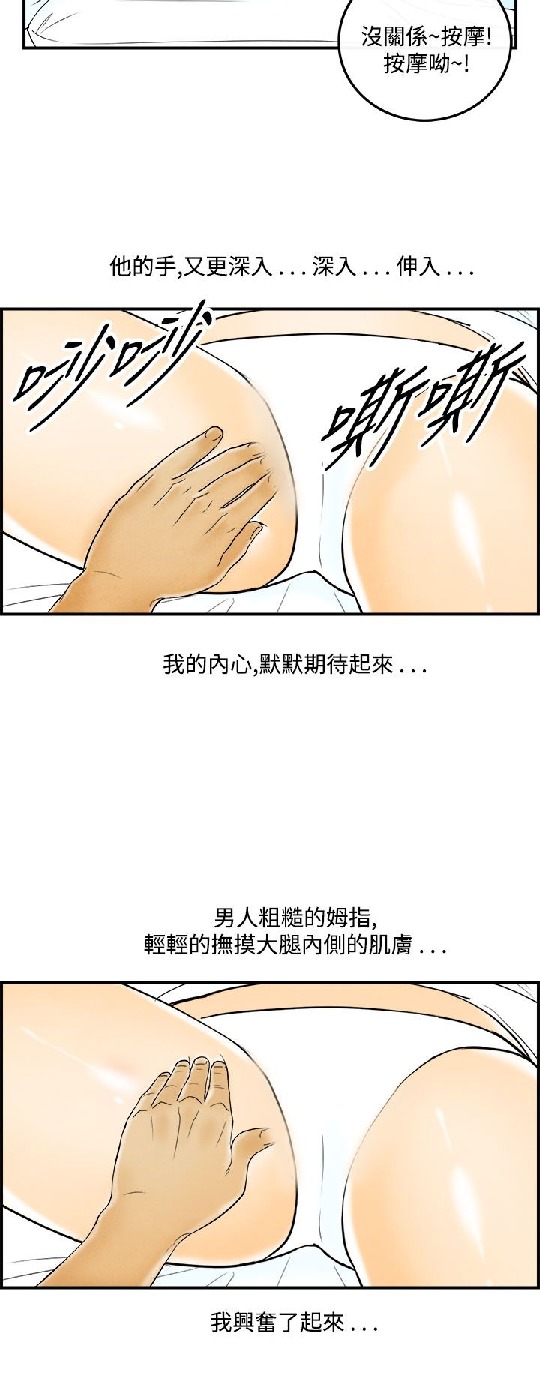 沒關係~按摩!
按摩呦~!
他的手,又更深入...深入...伸入...
唦唦
嘶嘶
我的內心,默默期待起來...
男人粗糙的姆指,
輕輕的撫摸大腿內側的肌膚...
我興奮了起來...